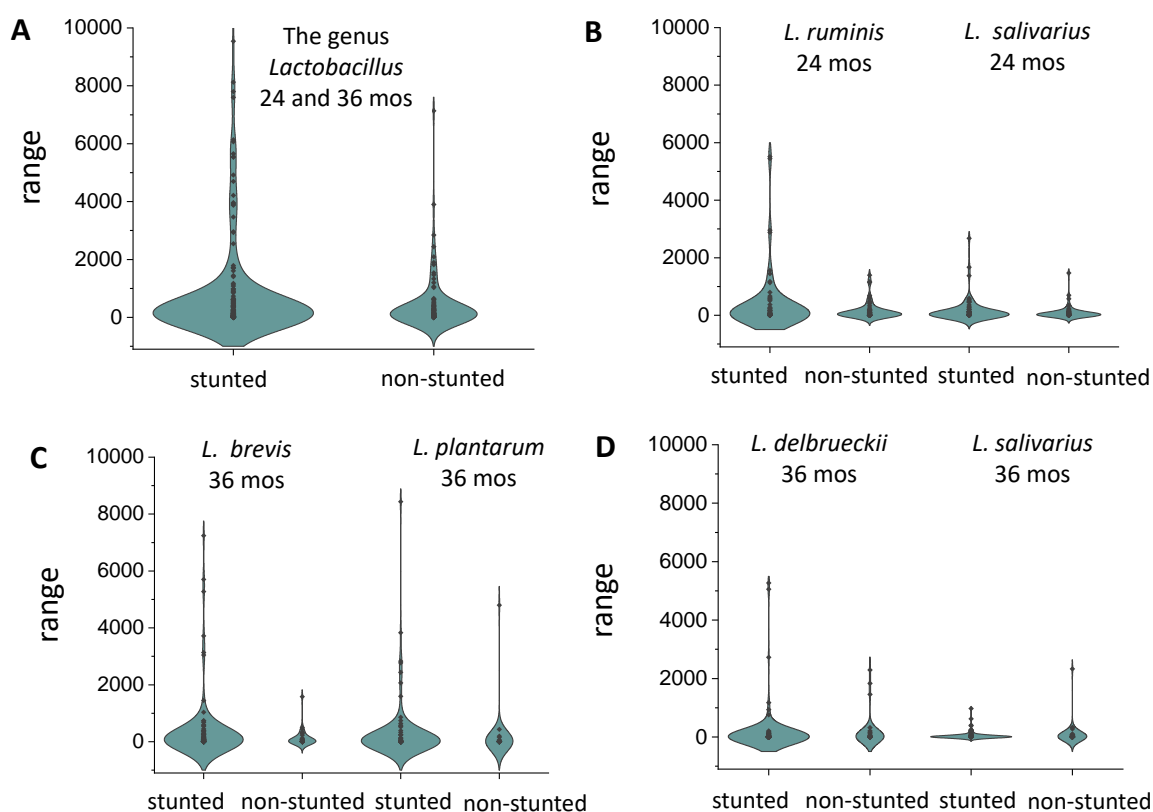 A
The genus
Lactobacillus
24 and 36 mos
10000
8000
6000
4000
2000
0
range
stunted non-stunted
B
L. ruminis L. salivarius
24 mos 24 mos
10000
8000
6000
4000
2000
0
range
stunted non-stunted stunted non-stunted
C
L. brevis L. plantarum
36 mos 36 mos
10000
8000
6000
4000
2000
0
range
stunted non-stunted stunted non-stunted
D
L. delbrueckii L. salivarius
36 mos 36 mos
10000
8000
6000
4000
2000
0
range
stunted non-stunted stunted non-stunted